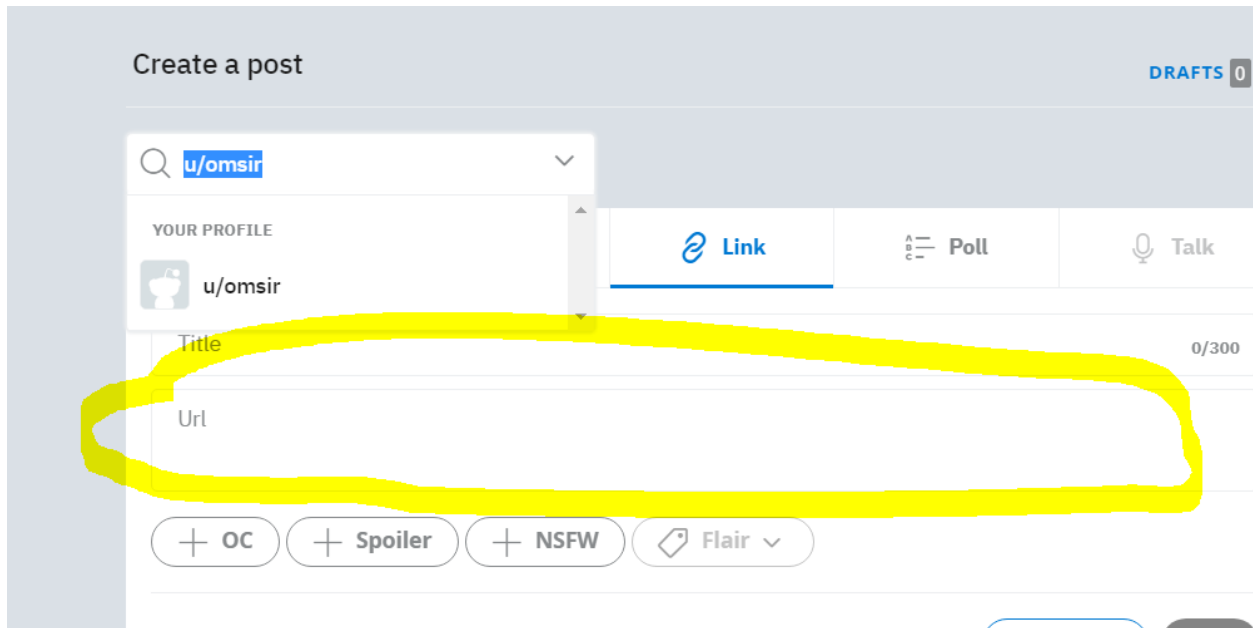 Create a post
DRAFTS 0
u/omsir
YOUR PROFILE
u/omsir
Link
Poll
Talk
Title
0/300
Url
OC
Spoiler
NSFW
Flair